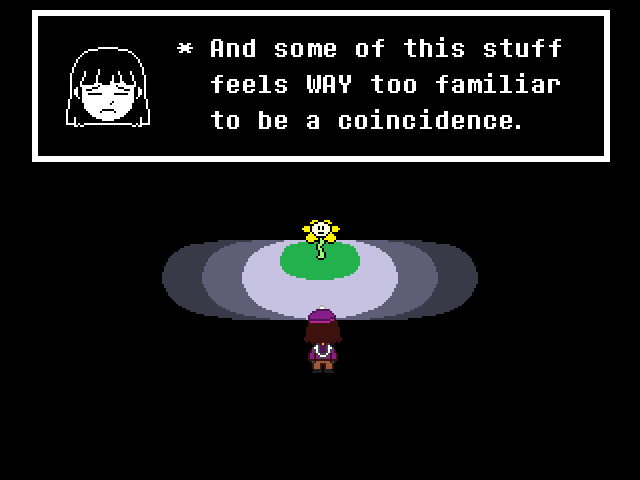 * And some of this stuff
feels WAY too familiar
to be a coincidence.